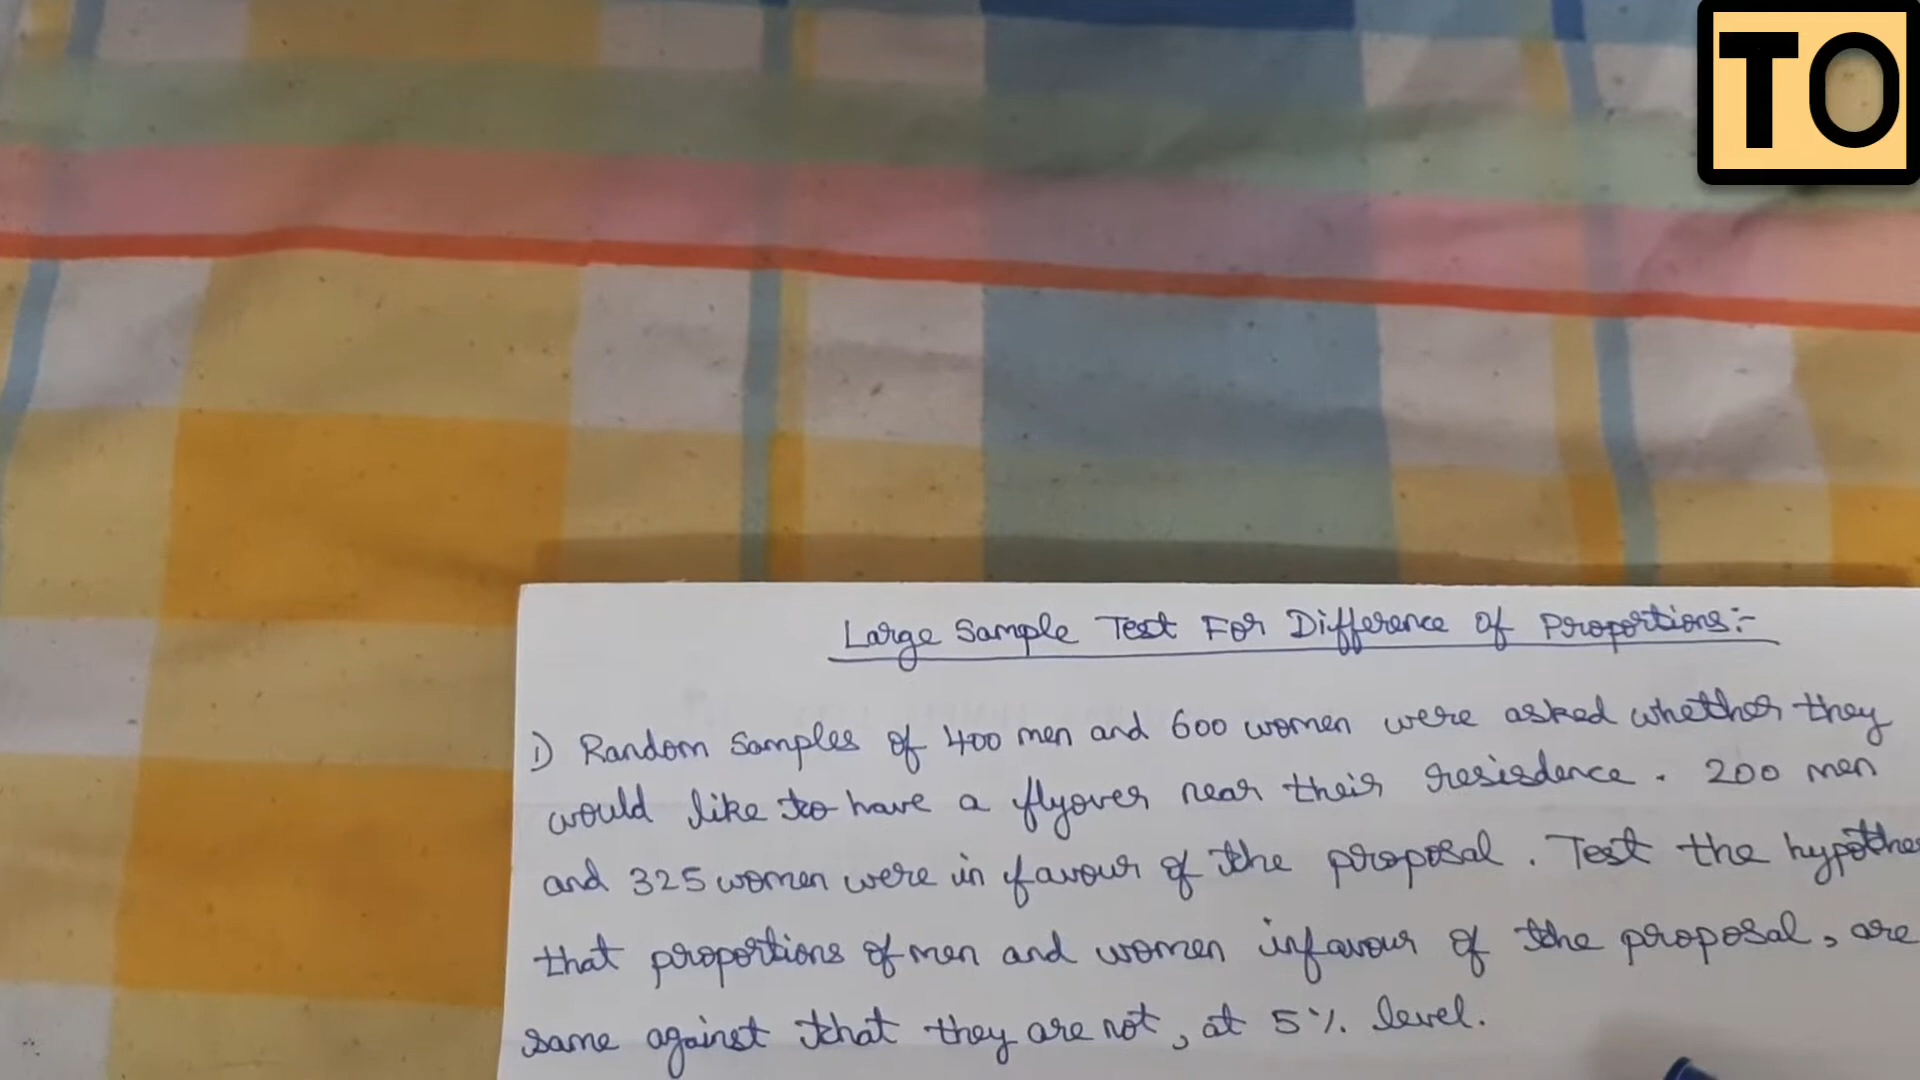 TO
Large Sample Test For Difference Of Proportions:-
1) Random Samples of 400 men and 600 women were asked whether they
would like to have a flyover near their resisdence. 200 men
and 325 women were in favour of the proposal. Test the hypothes
that proportions of men and women infavour of the proposal, are
same against that they are not, at 5% level.